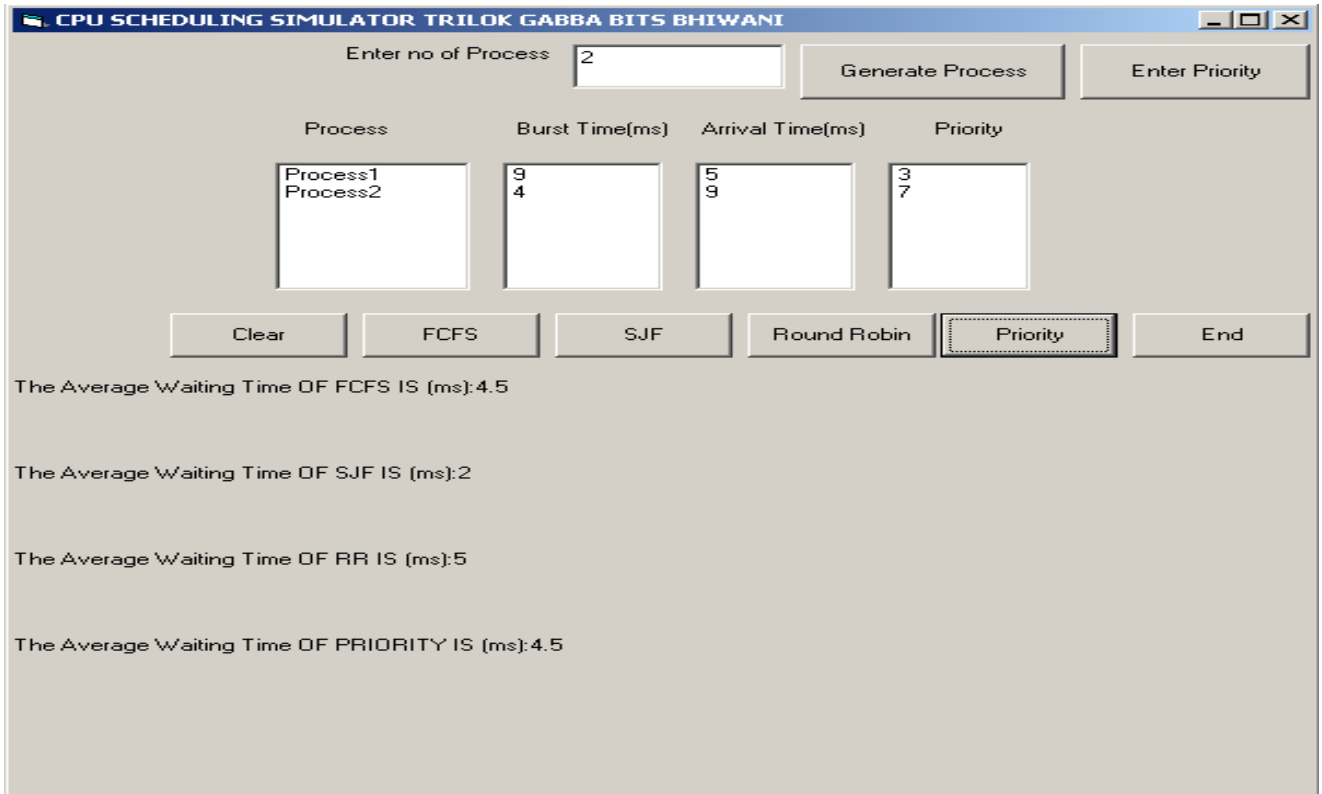 CPU SCHEDULING SIMULATOR TRILOK GABBA BITS BHIWANI
Enter no of Process 2 Generate Process Enter Priority
Process Burst Time(ms) Arrival Time(ms) Priority
Process1 9 5 3
Process2 4 9 7
Clear FCFS SJF Round Robin Priority End
The Average Waiting Time OF FCFS IS (ms):4.5
The Average Waiting Time OF SJF IS (ms):2
The Average Waiting Time OF RR IS (ms):5
The Average Waiting Time OF PRIORITY IS (ms):4.5